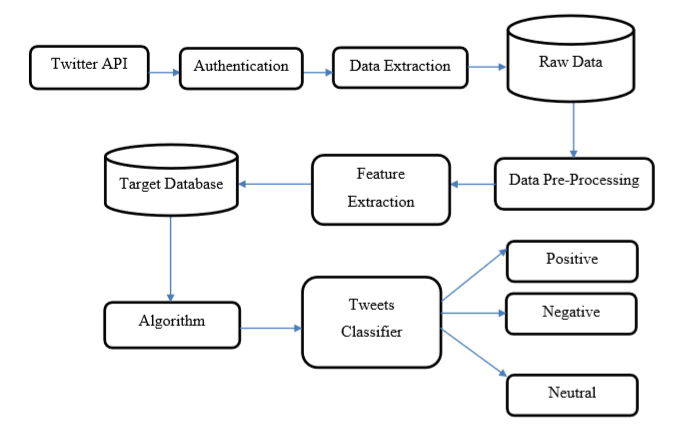 Twitter API
Authentication
Data Extraction
Raw Data
Data Pre-Processing
Feature
Extraction
Target Database
Algorithm
Tweets
Classifier
Positive
Negative
Neutral